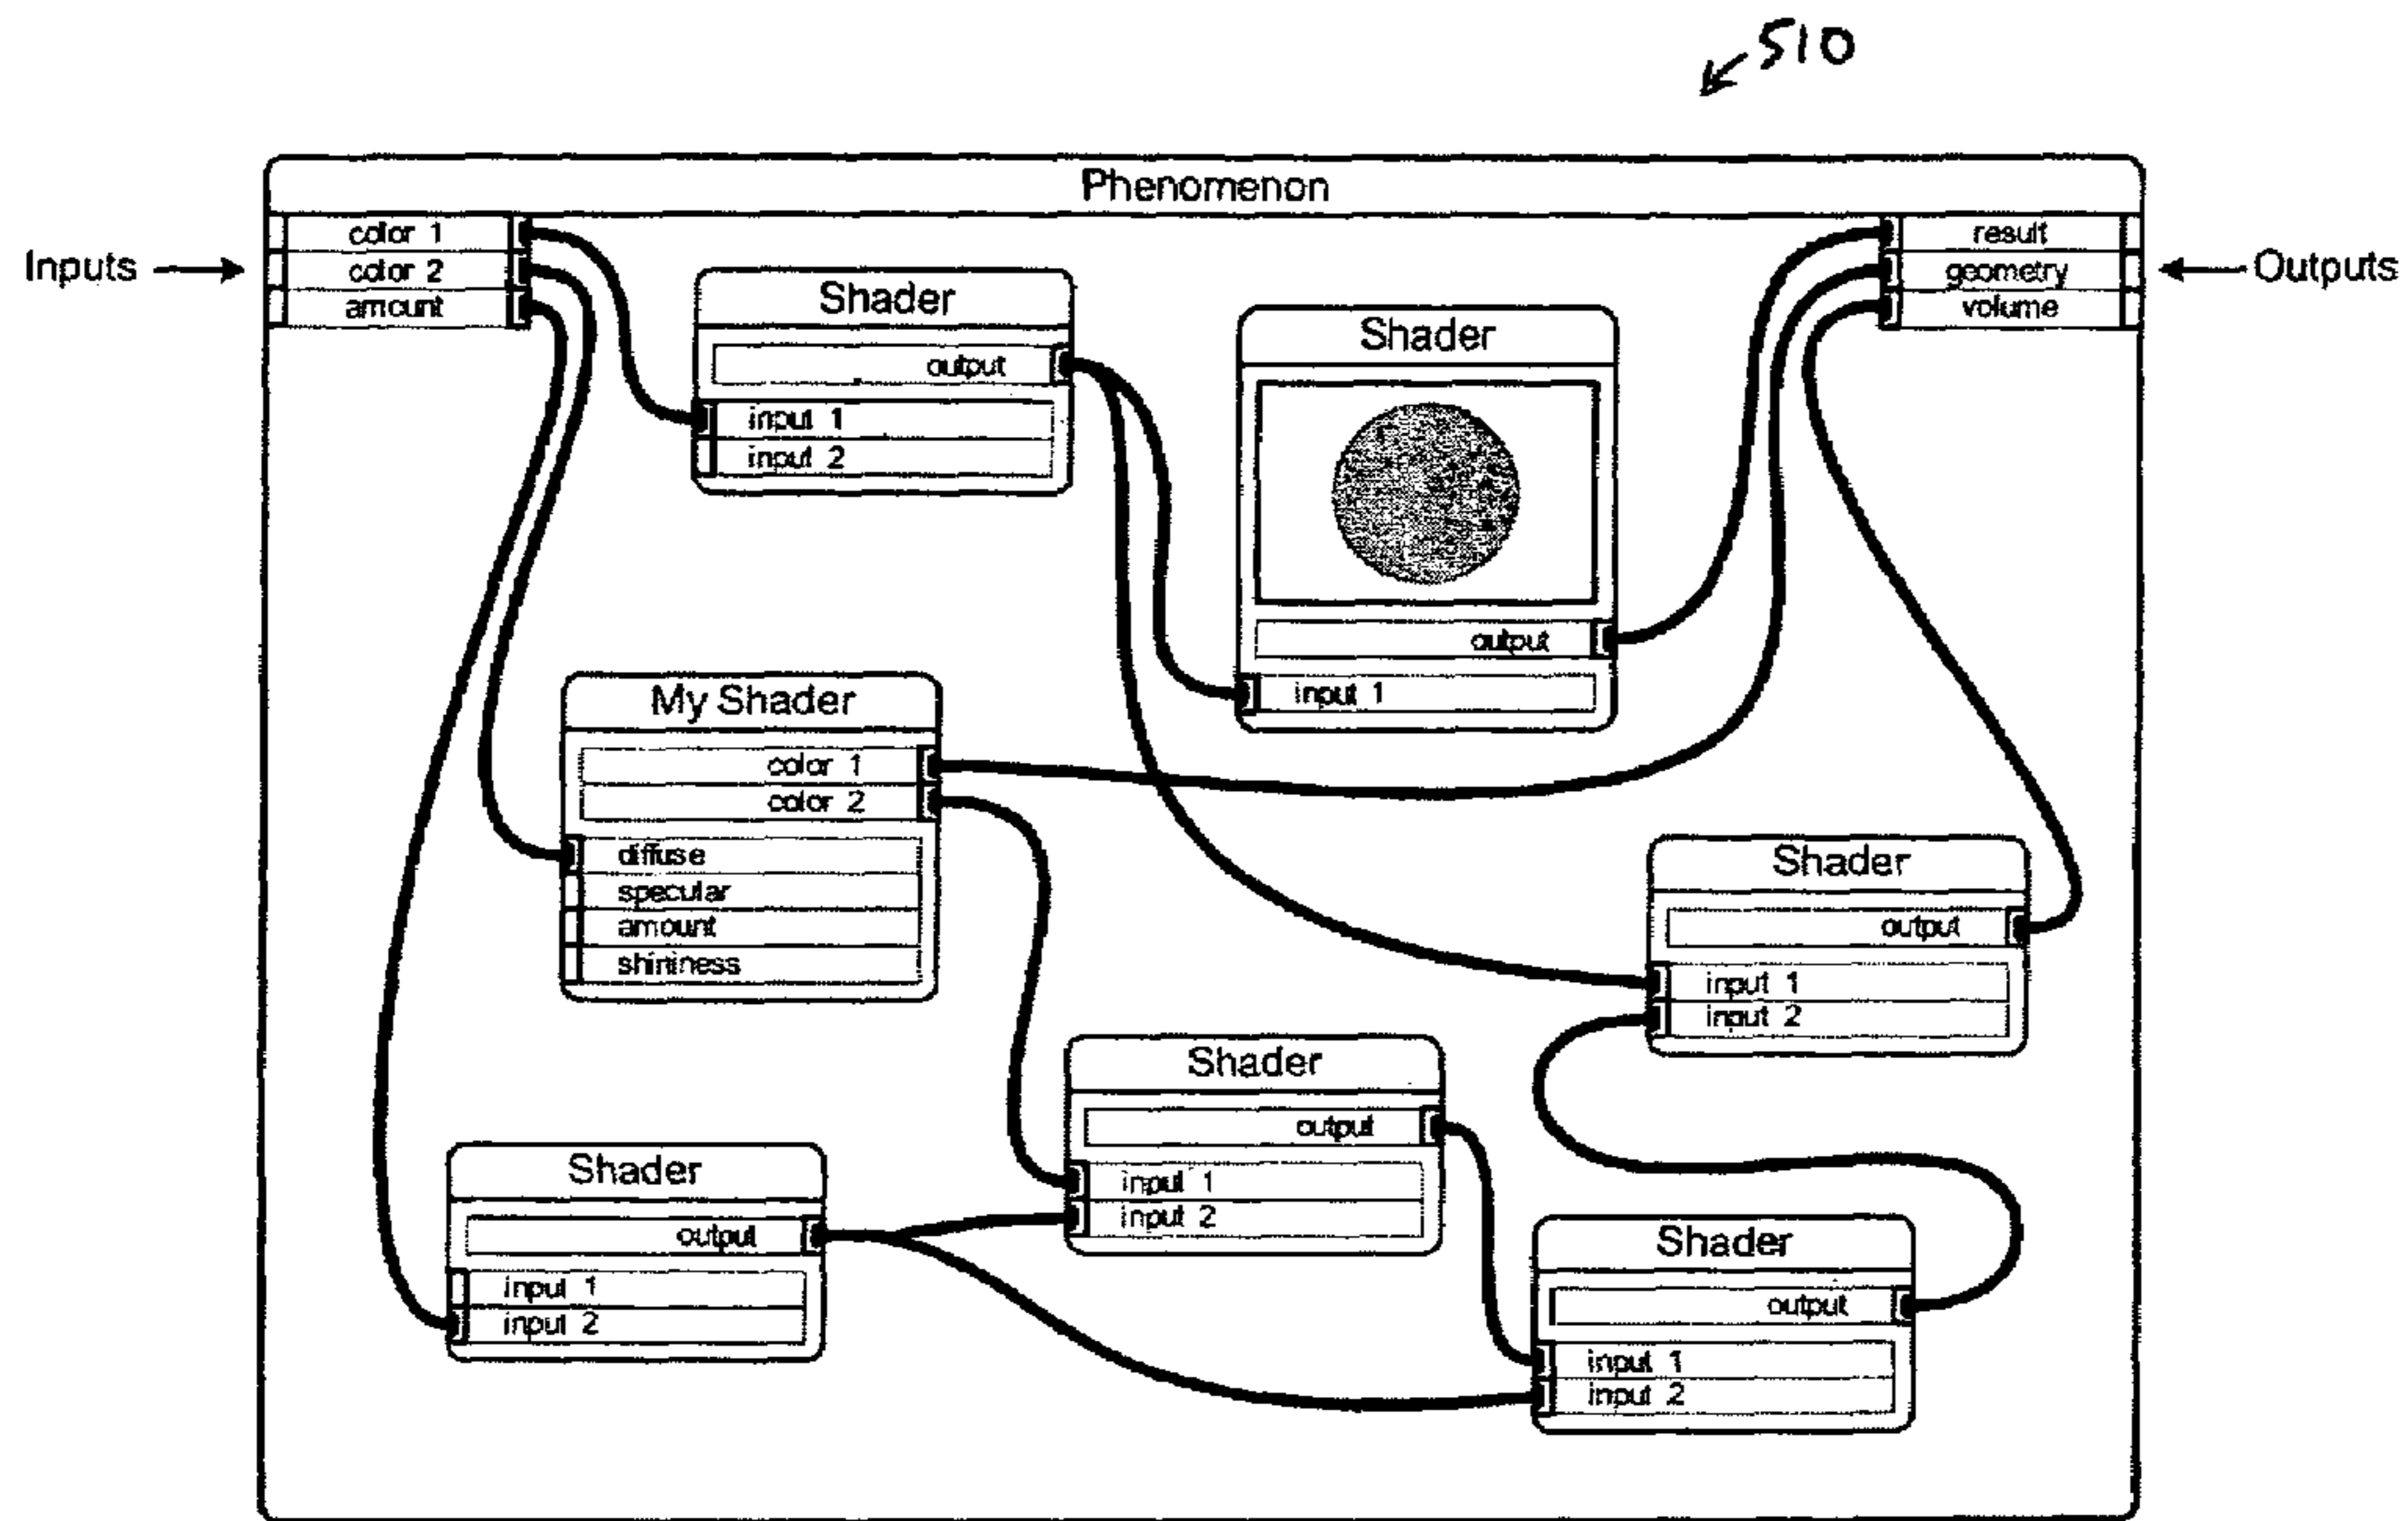 510
Phenomenon
Inputs
color 1
color 2
amount
result
geometry
volume
Outputs
Shader
output
input 1
input 2
Shader
output
input 1
My Shader
color 1
color 2
diffuse
specular
amount
shininess
Shader
output
input 1
input 2
Shader
output
input 1
input 2
Shader
output
input 1
input 2
Shader
output
input 1
input 2